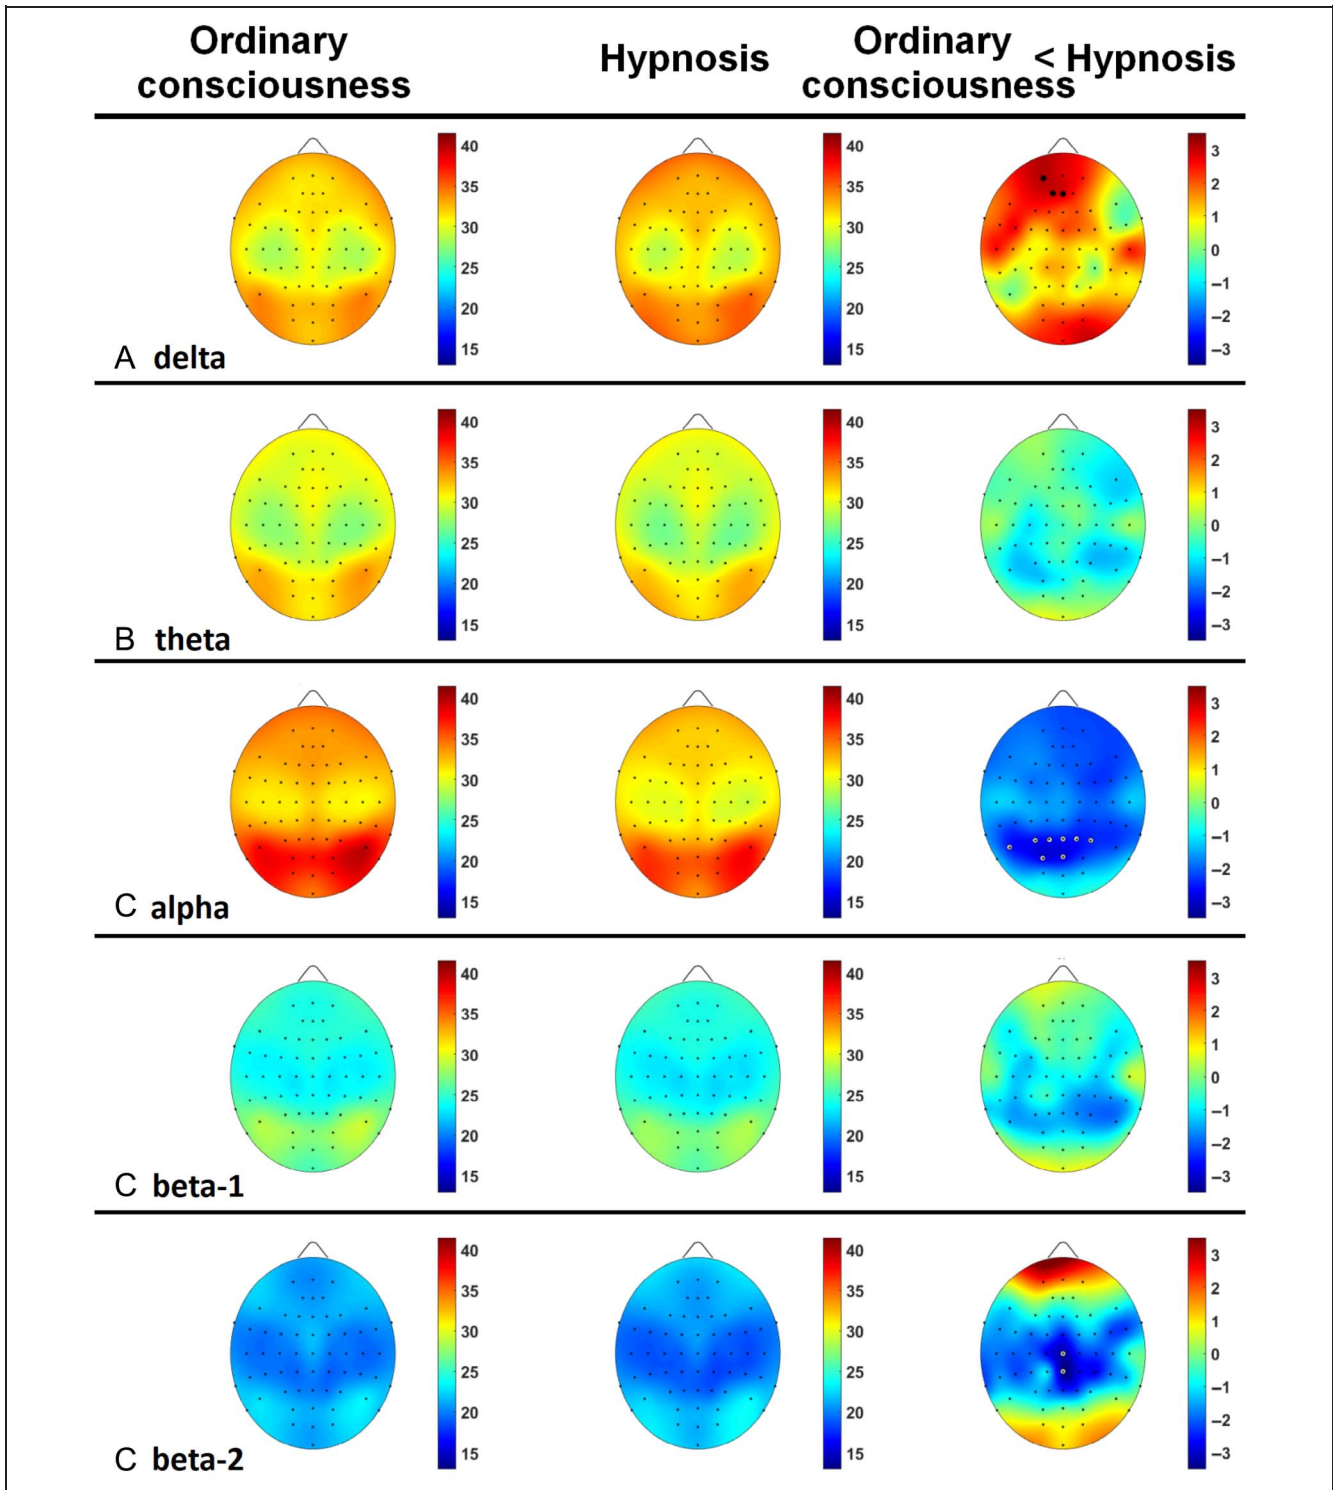 Ordinary consciousness
Hypnosis
Ordinary consciousness < Hypnosis
40 40 3
35 35 2
30 30 1
25 25 0
20 20 –1
15 15 –2
–3
A delta
40 40 3
35 35 2
30 30 1
25 25 0
20 20 –1
15 15 –2
–3
B theta
40 40 3
35 35 2
30 30 1
25 25 0
20 20 –1
15 15 –2
–3
C alpha
40 40 3
35 35 2
30 30 1
25 25 0
20 20 –1
15 15 –2
–3
C beta-1
40 40 3
35 35 2
30 30 1
25 25 0
20 20 –1
15 15 –2
–3
C beta-2